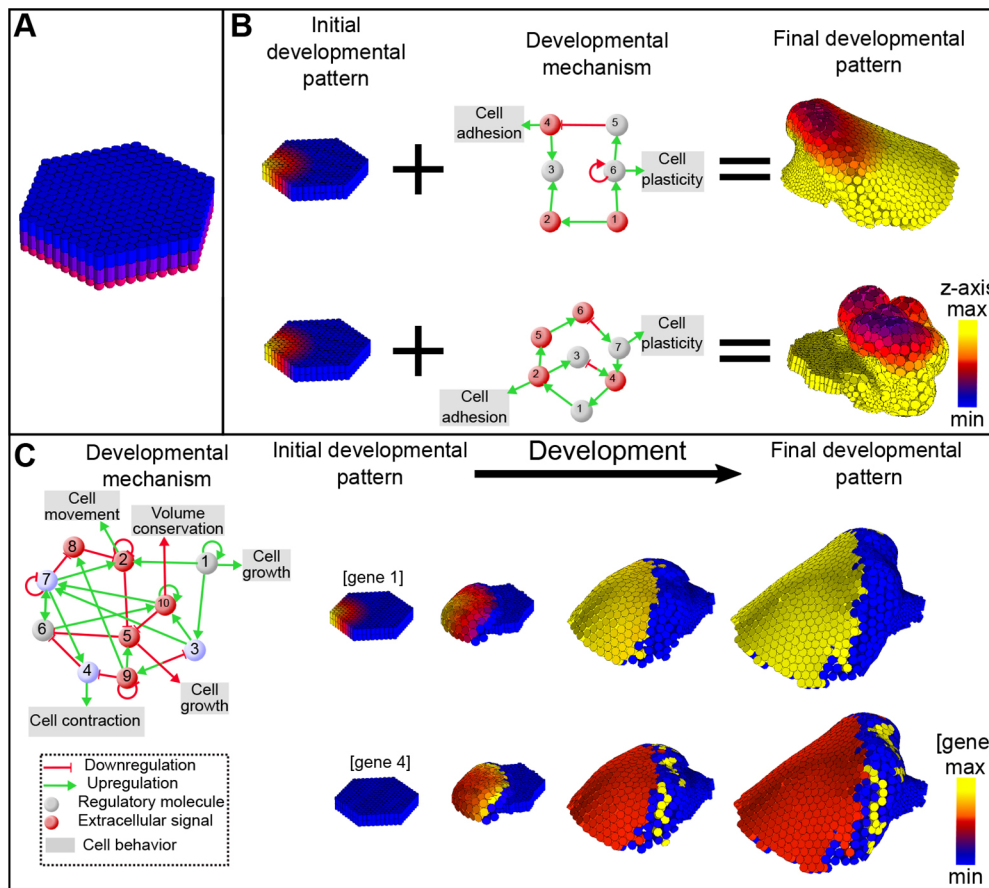 A
B
Initial
developmental
pattern
Developmental
mechanism
Final developmental
pattern
Cell
adhesion
4
5
3
6
2
1
Cell
plasticity
6
5
3
7
2
4
1
Cell
plasticity
Cell
adhesion
z-axis
max
min
C
Developmental
mechanism
Initial developmental
pattern
Development
Final developmental
pattern
Cell
movement
Volume
conservation
Cell
growth
8
2
1
7
10
6
5
3
4
9
Cell
growth
Cell contraction
[gene 1]
[gene 4]
Downregulation
Upregulation
Regulatory molecule
Extracellular signal
Cell behavior
[gene
max
min